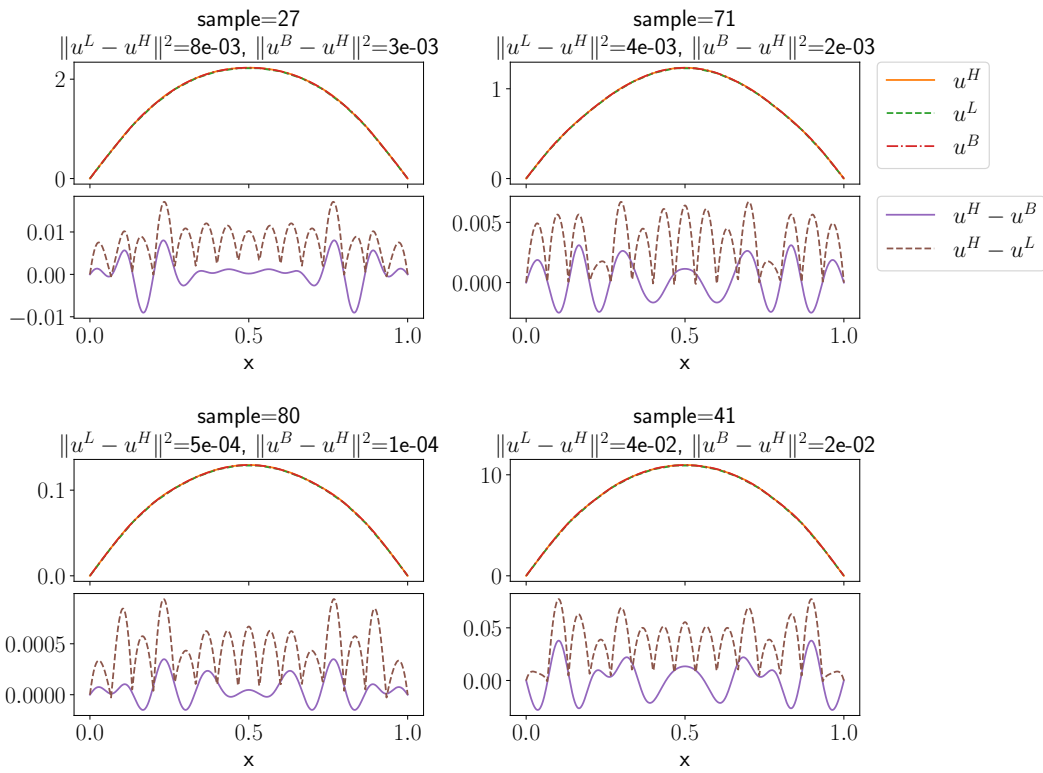 sample=27
‖u^L − u^H‖²=8e-03, ‖u^B − u^H‖²=3e-03
2
0
0.01
0.00
−0.01
0.0 0.5 1.0
x
sample=71
‖u^L − u^H‖²=4e-03, ‖u^B − u^H‖²=2e-03
1
0
0.005
0.000
0.0 0.5 1.0
x
u^H
u^L
u^B
u^H − u^B
u^H − u^L
sample=80
‖u^L − u^H‖²=5e-04, ‖u^B − u^H‖²=1e-04
0.1
0.0
0.0005
0.0000
0.0 0.5 1.0
x
sample=41
‖u^L − u^H‖²=4e-02, ‖u^B − u^H‖²=2e-02
10
0
0.05
0.00
0.0 0.5 1.0
x